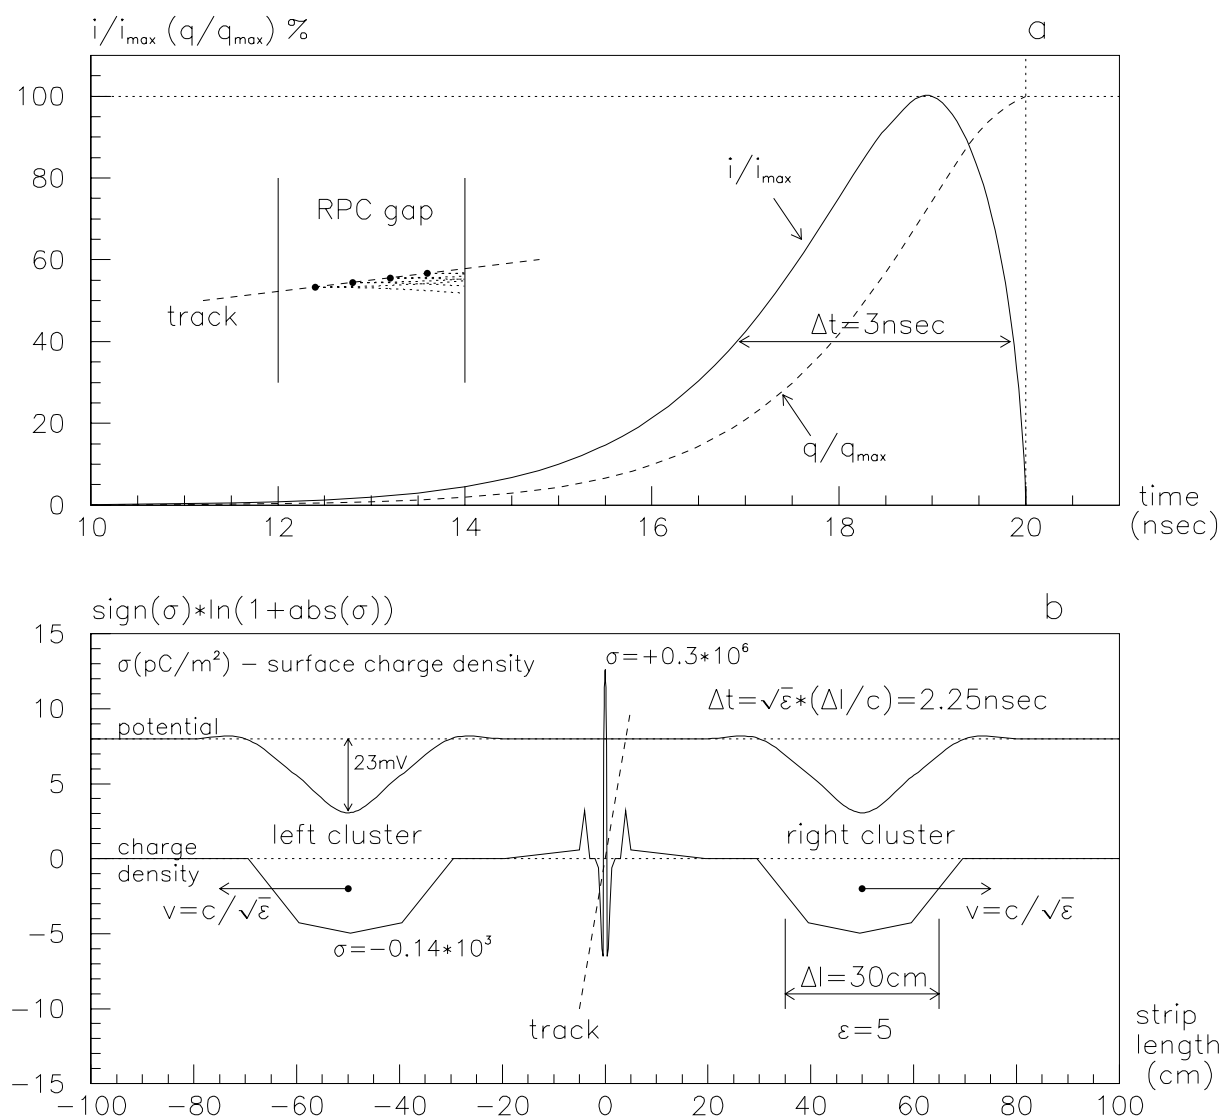 i/i_max (q/q_max) %
a
100
80
60
40
20
0
RPC gap
track
i/i_max
Δt=3nsec
q/q_max
10
12
14
16
18
20
time
(nsec)
sign(σ)*ln(1+abs(σ))
b
15
10
5
0
−5
−10
−15
σ(pC/m²) – surface charge density
σ=+0.3*10⁶
Δt=√ε*(Δl/c)=2.25nsec
potential
23mV
left cluster
right cluster
charge
density
v=c/√ε
v=c/√ε
σ=−0.14*10³
Δl=30cm
track
ε=5
strip
length
(cm)
−100
−80
−60
−40
−20
0
20
40
60
80
100